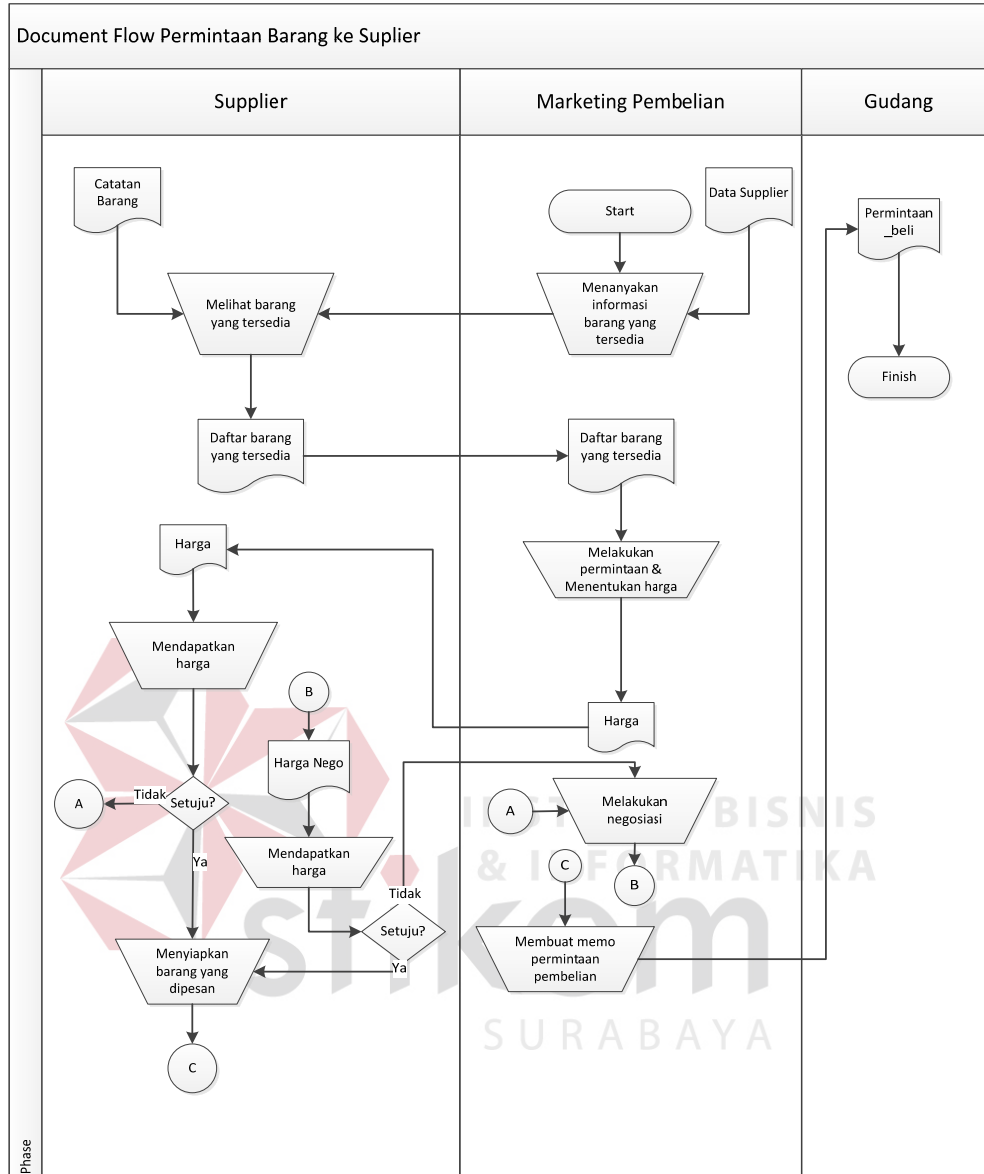 Document Flow Permintaan Barang ke Suplier
Supplier
Marketing Pembelian
Gudang
Catatan
Barang
Start
Data Supplier
Permintaan
_beli
Melihat barang
yang tersedia
Menanyakan
informasi
barang yang
tersedia
Finish
Daftar barang
yang tersedia
Daftar barang
yang tersedia
Harga
Melakukan
permintaan &
Menentukan harga
Mendapatkan
harga
B
Harga
Harga Nego
A
Tidak
Setuju?
A
Melakukan
negosiasi
Ya
Mendapatkan
harga
C
B
Tidak
Setuju?
Ya
Menyiapkan
barang yang
dipesan
Membuat memo
permintaan
pembelian
C
INSTITUT BISNIS
& INFORMATIKA
stikom
SURABAYA
Phase